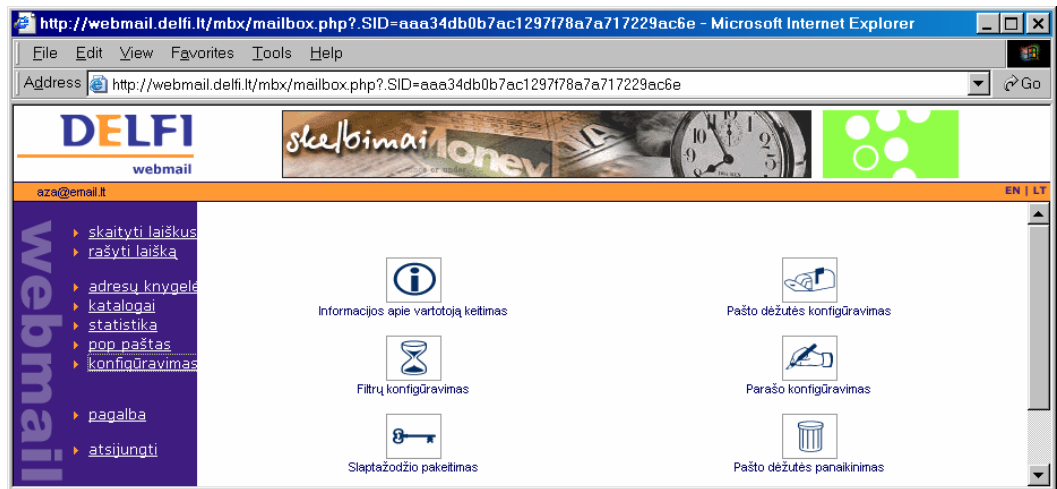 http://webmail.delfi.lt/mbx/mailbox.php?.SID=aaa34db0b7ac1297f78a7a717229ac6e - Microsoft Internet Explorer
File Edit View Favorites Tools Help
Address http://webmail.delfi.lt/mbx/mailbox.php?.SID=aaa34db0b7ac1297f78a7a717229ac6e Go
DELFI
webmail
skelbimai
aza@email.lt EN | LT
webmail
skaityti laiškus
rašyti laišką
adresų knygelė
katalogai
statistika
pop paštas
konfigūravimas
pagalba
atsijungti
Informacijos apie vartotoją keitimas
Pašto dėžutės konfigūravimas
Filtrų konfigūravimas
Parašo konfigūravimas
Slaptažodžio pakeitimas
Pašto dėžutės panaikinimas